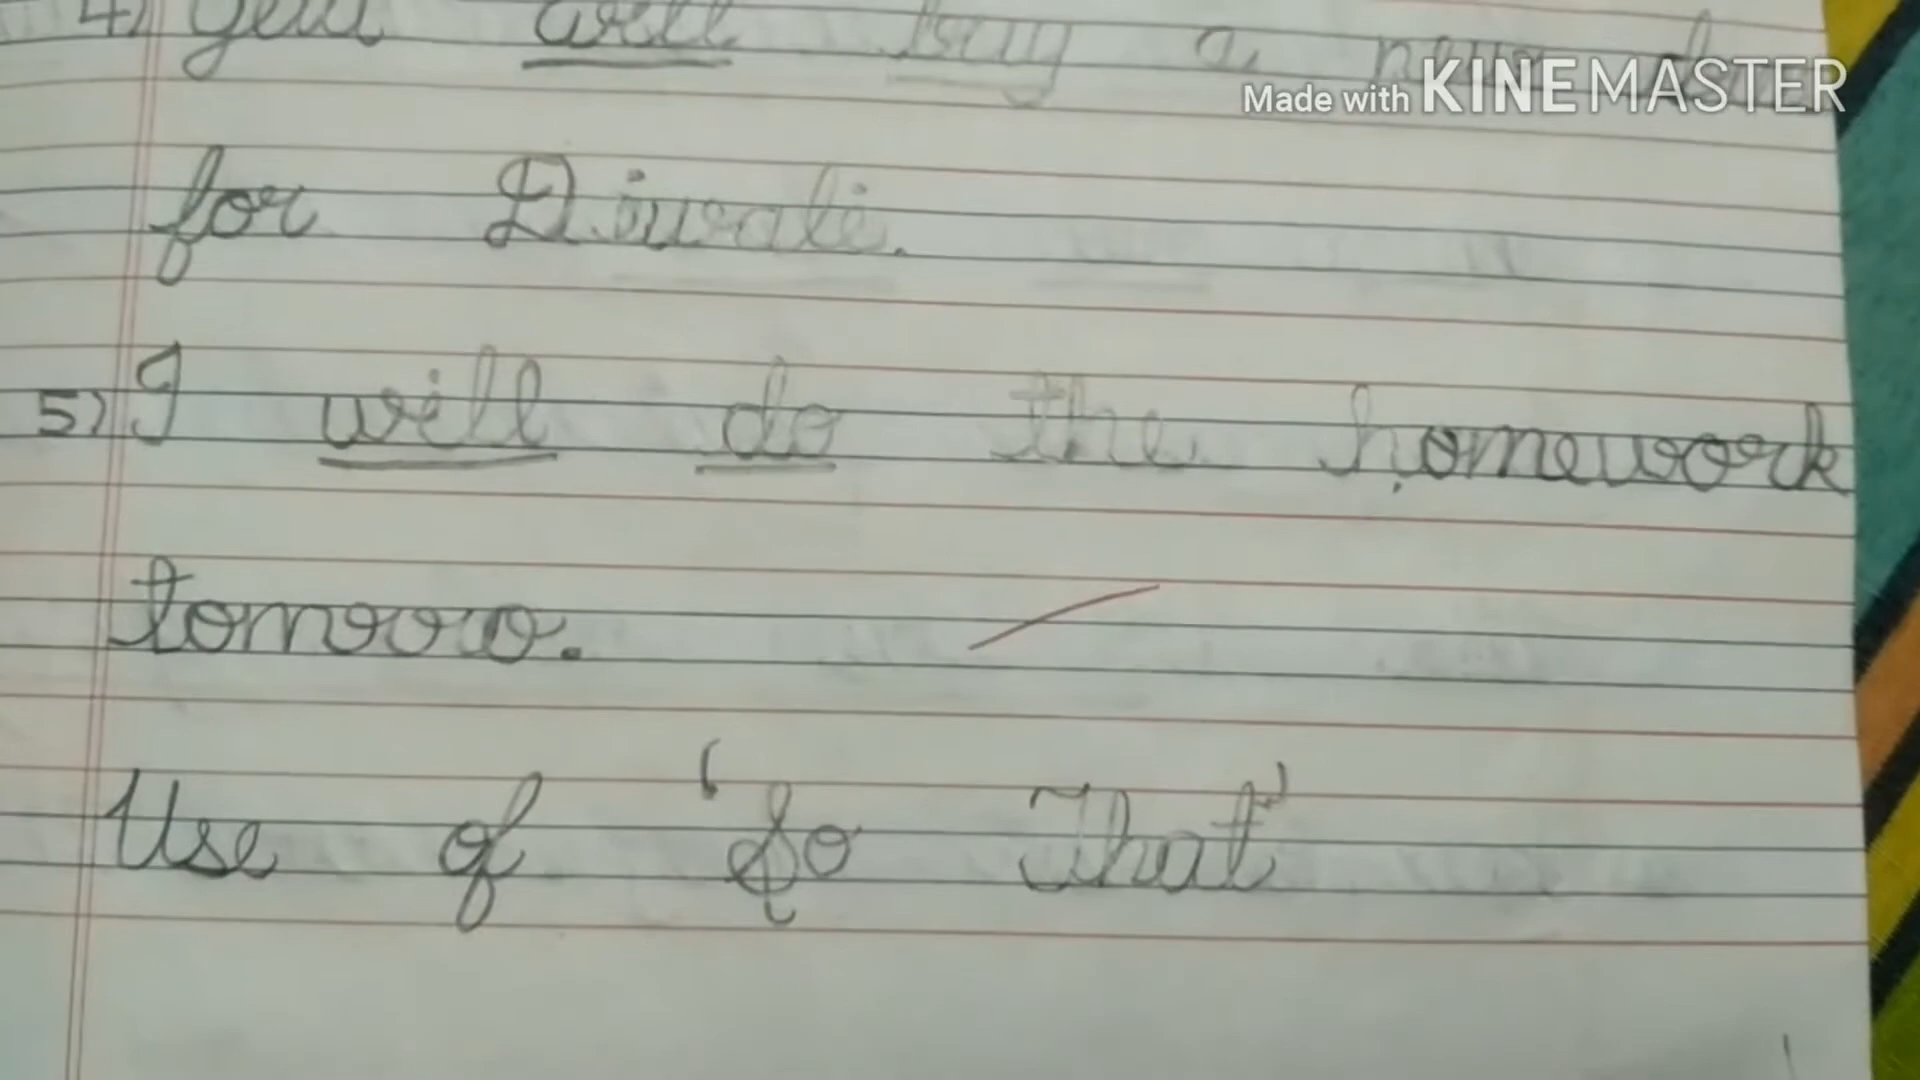 4) You will buy a new
Made with KINEMASTER
for Diwali.
5) I will do the homework
tomorro.
Use of 'So That'